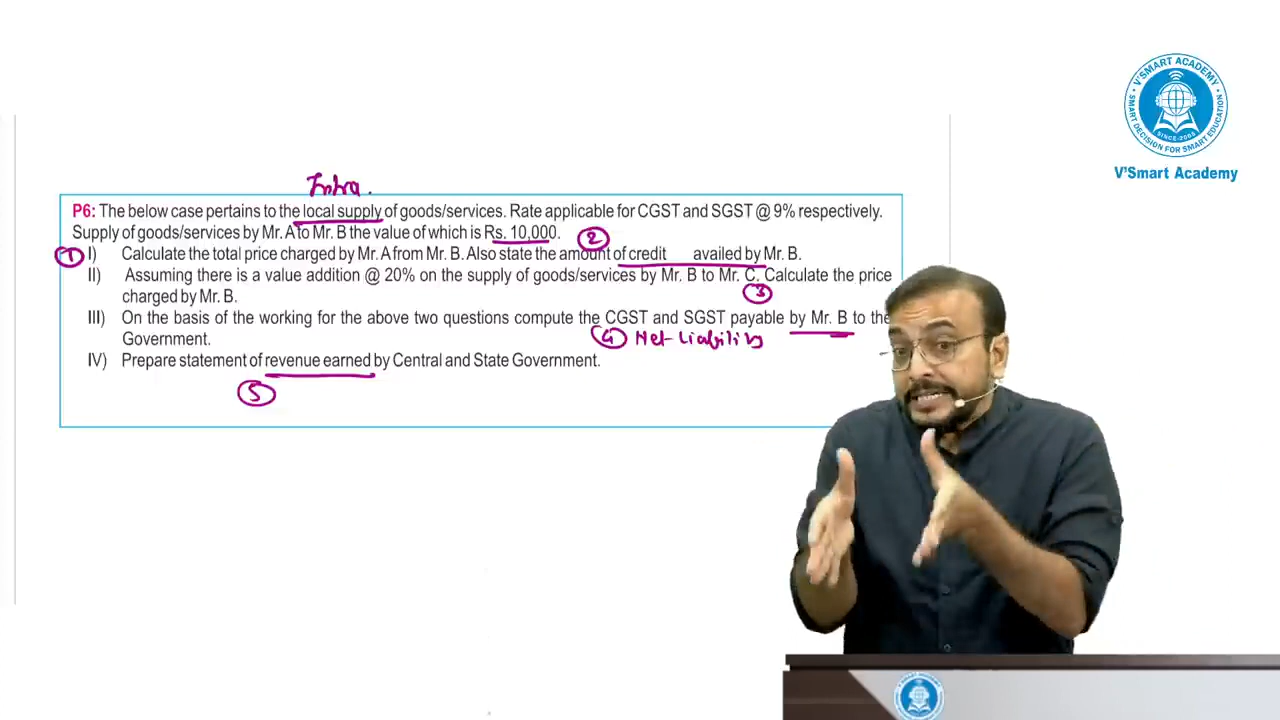 V'SMART ACADEMY
SMART DECISION FOR SMART EDUCATION
SINCE-2005
V'Smart Academy
Intra.
P6: The below case pertains to the local supply of goods/services. Rate applicable for CGST and SGST @ 9% respectively.
Supply of goods/services by Mr. A to Mr. B the value of which is Rs. 10,000.
2
1 I) Calculate the total price charged by Mr. A from Mr. B. Also state the amount of credit availed by Mr. B.
II) Assuming there is a value addition @ 20% on the supply of goods/services by Mr. B to Mr. C. Calculate the price
charged by Mr. B.
3
III) On the basis of the working for the above two questions compute the CGST and SGST payable by Mr. B to the
Government.
4 Net-Liability
IV) Prepare statement of revenue earned by Central and State Government.
5